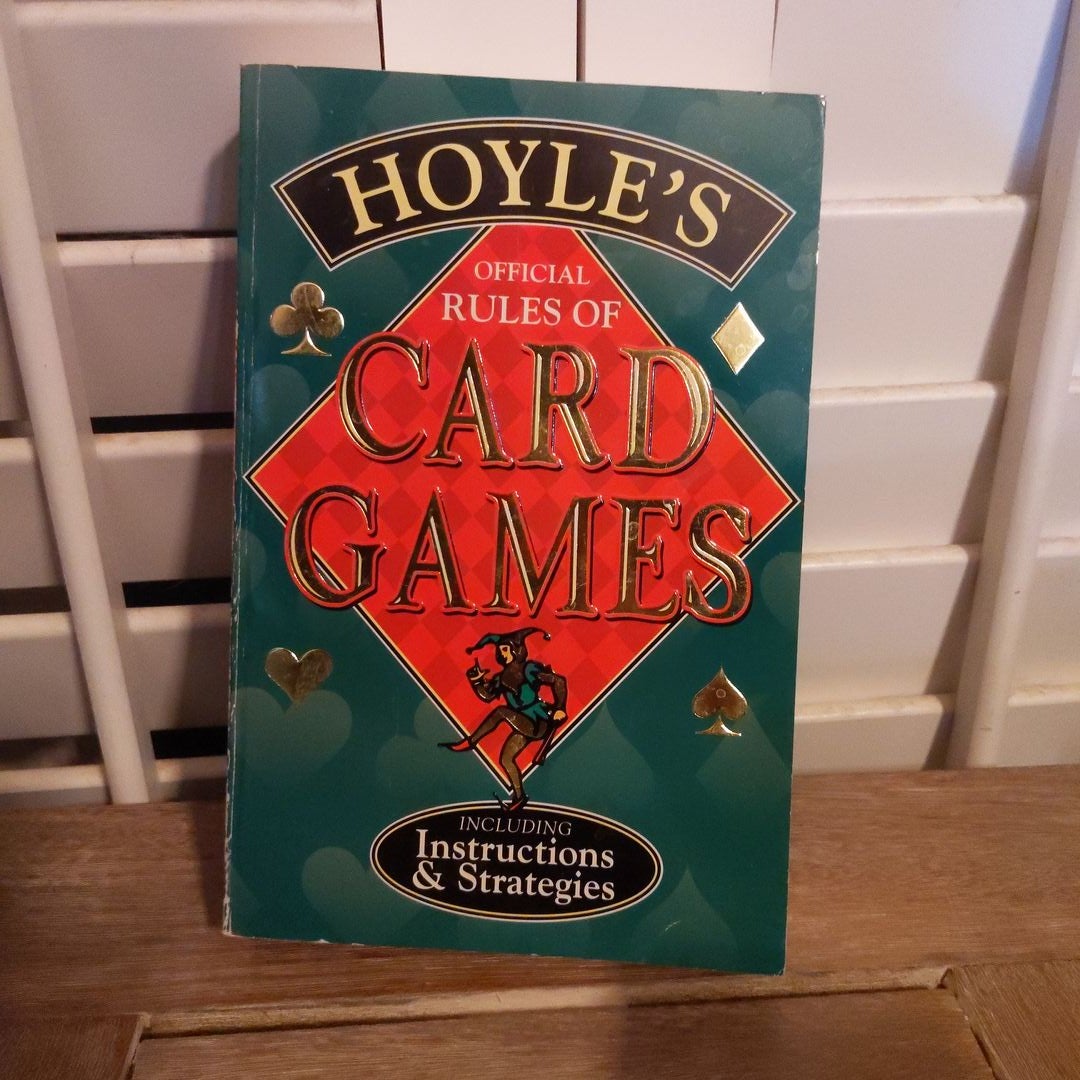 HOYLE'S
OFFICIAL
RULES OF
CARD
GAMES
INCLUDING
Instructions
& Strategies